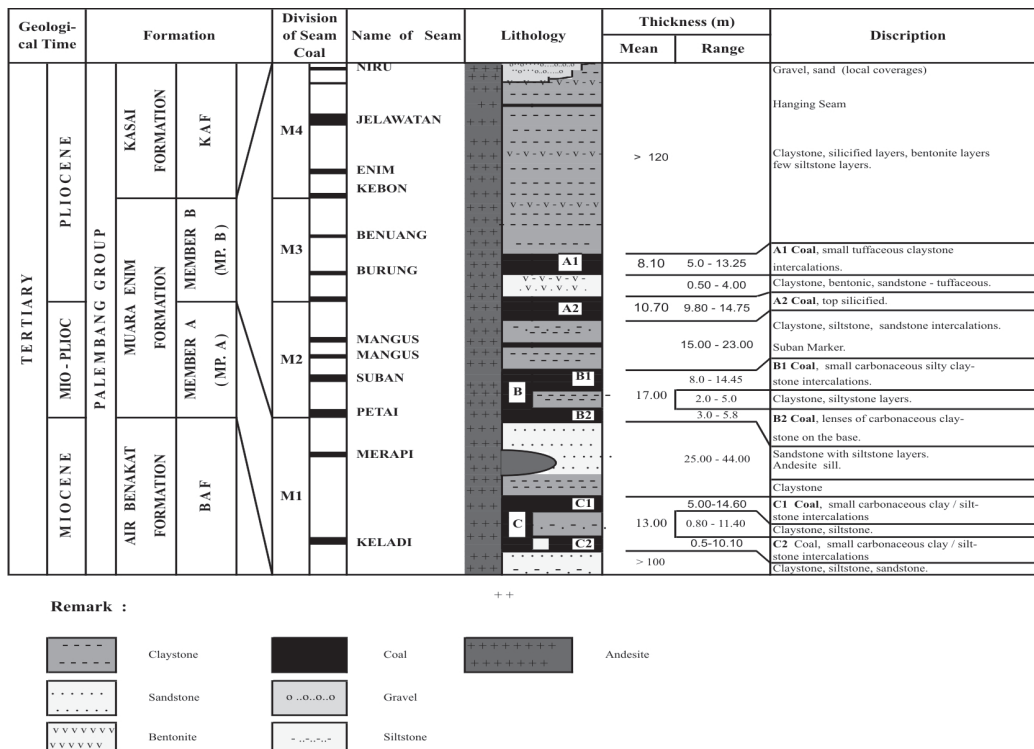 Geologi-
cal Time
Formation
Division
of Seam
Coal
Name of Seam
Lithology
Thickness (m)
Mean
Range
Discription
TERTIARY
PLIOCENE
MIO-PLIOC
MIOCENE
PALEMBANG GROUP
KASAI
FORMATION
MUARA ENIM
FORMATION
AIR BENAKAT
FORMATION
KAF
MEMBER B
(MP. B)
MEMBER A
(MP. A)
BAF
M4
M3
M2
M1
NIRU
JELAWATAN
ENIM
KEBON
BENUANG
BURUNG
MANGUS
MANGUS
SUBAN
PETAI
MERAPI
KELADI
A1
A2
B1
B
B2
C1
C
C2
> 120
8.10
5.0 - 13.25
0.50 - 4.00
10.70
9.80 - 14.75
15.00 - 23.00
8.0 - 14.45
17.00
2.0 - 5.0
3.0 - 5.8
25.00 - 44.00
5.00 - 14.60
13.00
0.80 - 11.40
0.5-10.10
> 100
Gravel, sand (local coverages)
Hanging Seam
Claystone, silicified layers, bentonite layers
few siltstone layers.
A1 Coal, small tuffaceous claystone
intercalations.
Claystone, bentonic, sandstone - tuffaceous.
A2 Coal, top silicified.
Claystone, siltstone, sandstone intercalations.
Suban Marker.
B1 Coal, small carbonaceous silty clay-
stone intercalations.
Claystone, siltystone layers.
B2 Coal, lenses of carbonaceous clay-
stone on the base.
Sandstone with siltstone layers.
Andesite sill.
Claystone
C1 Coal, small carbonaceous clay / silt-
stone intercalations
Claystone, siltstone.
C2 Coal, small carbonaceous clay / silt-
stone intercalations
Claystone, siltstone, sandstone.
++
Remark :
Claystone
Coal
Andesite
Sandstone
Gravel
Bentonite
Siltstone